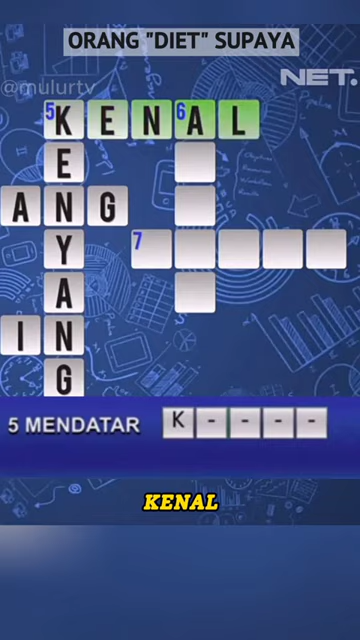 ORANG "DIET" SUPAYA
NET.
@mulurtv
5 K E N 6 A L
E
A N G
Y
7
A
I N
G
5 MENDATAR K - - - -
KENAL